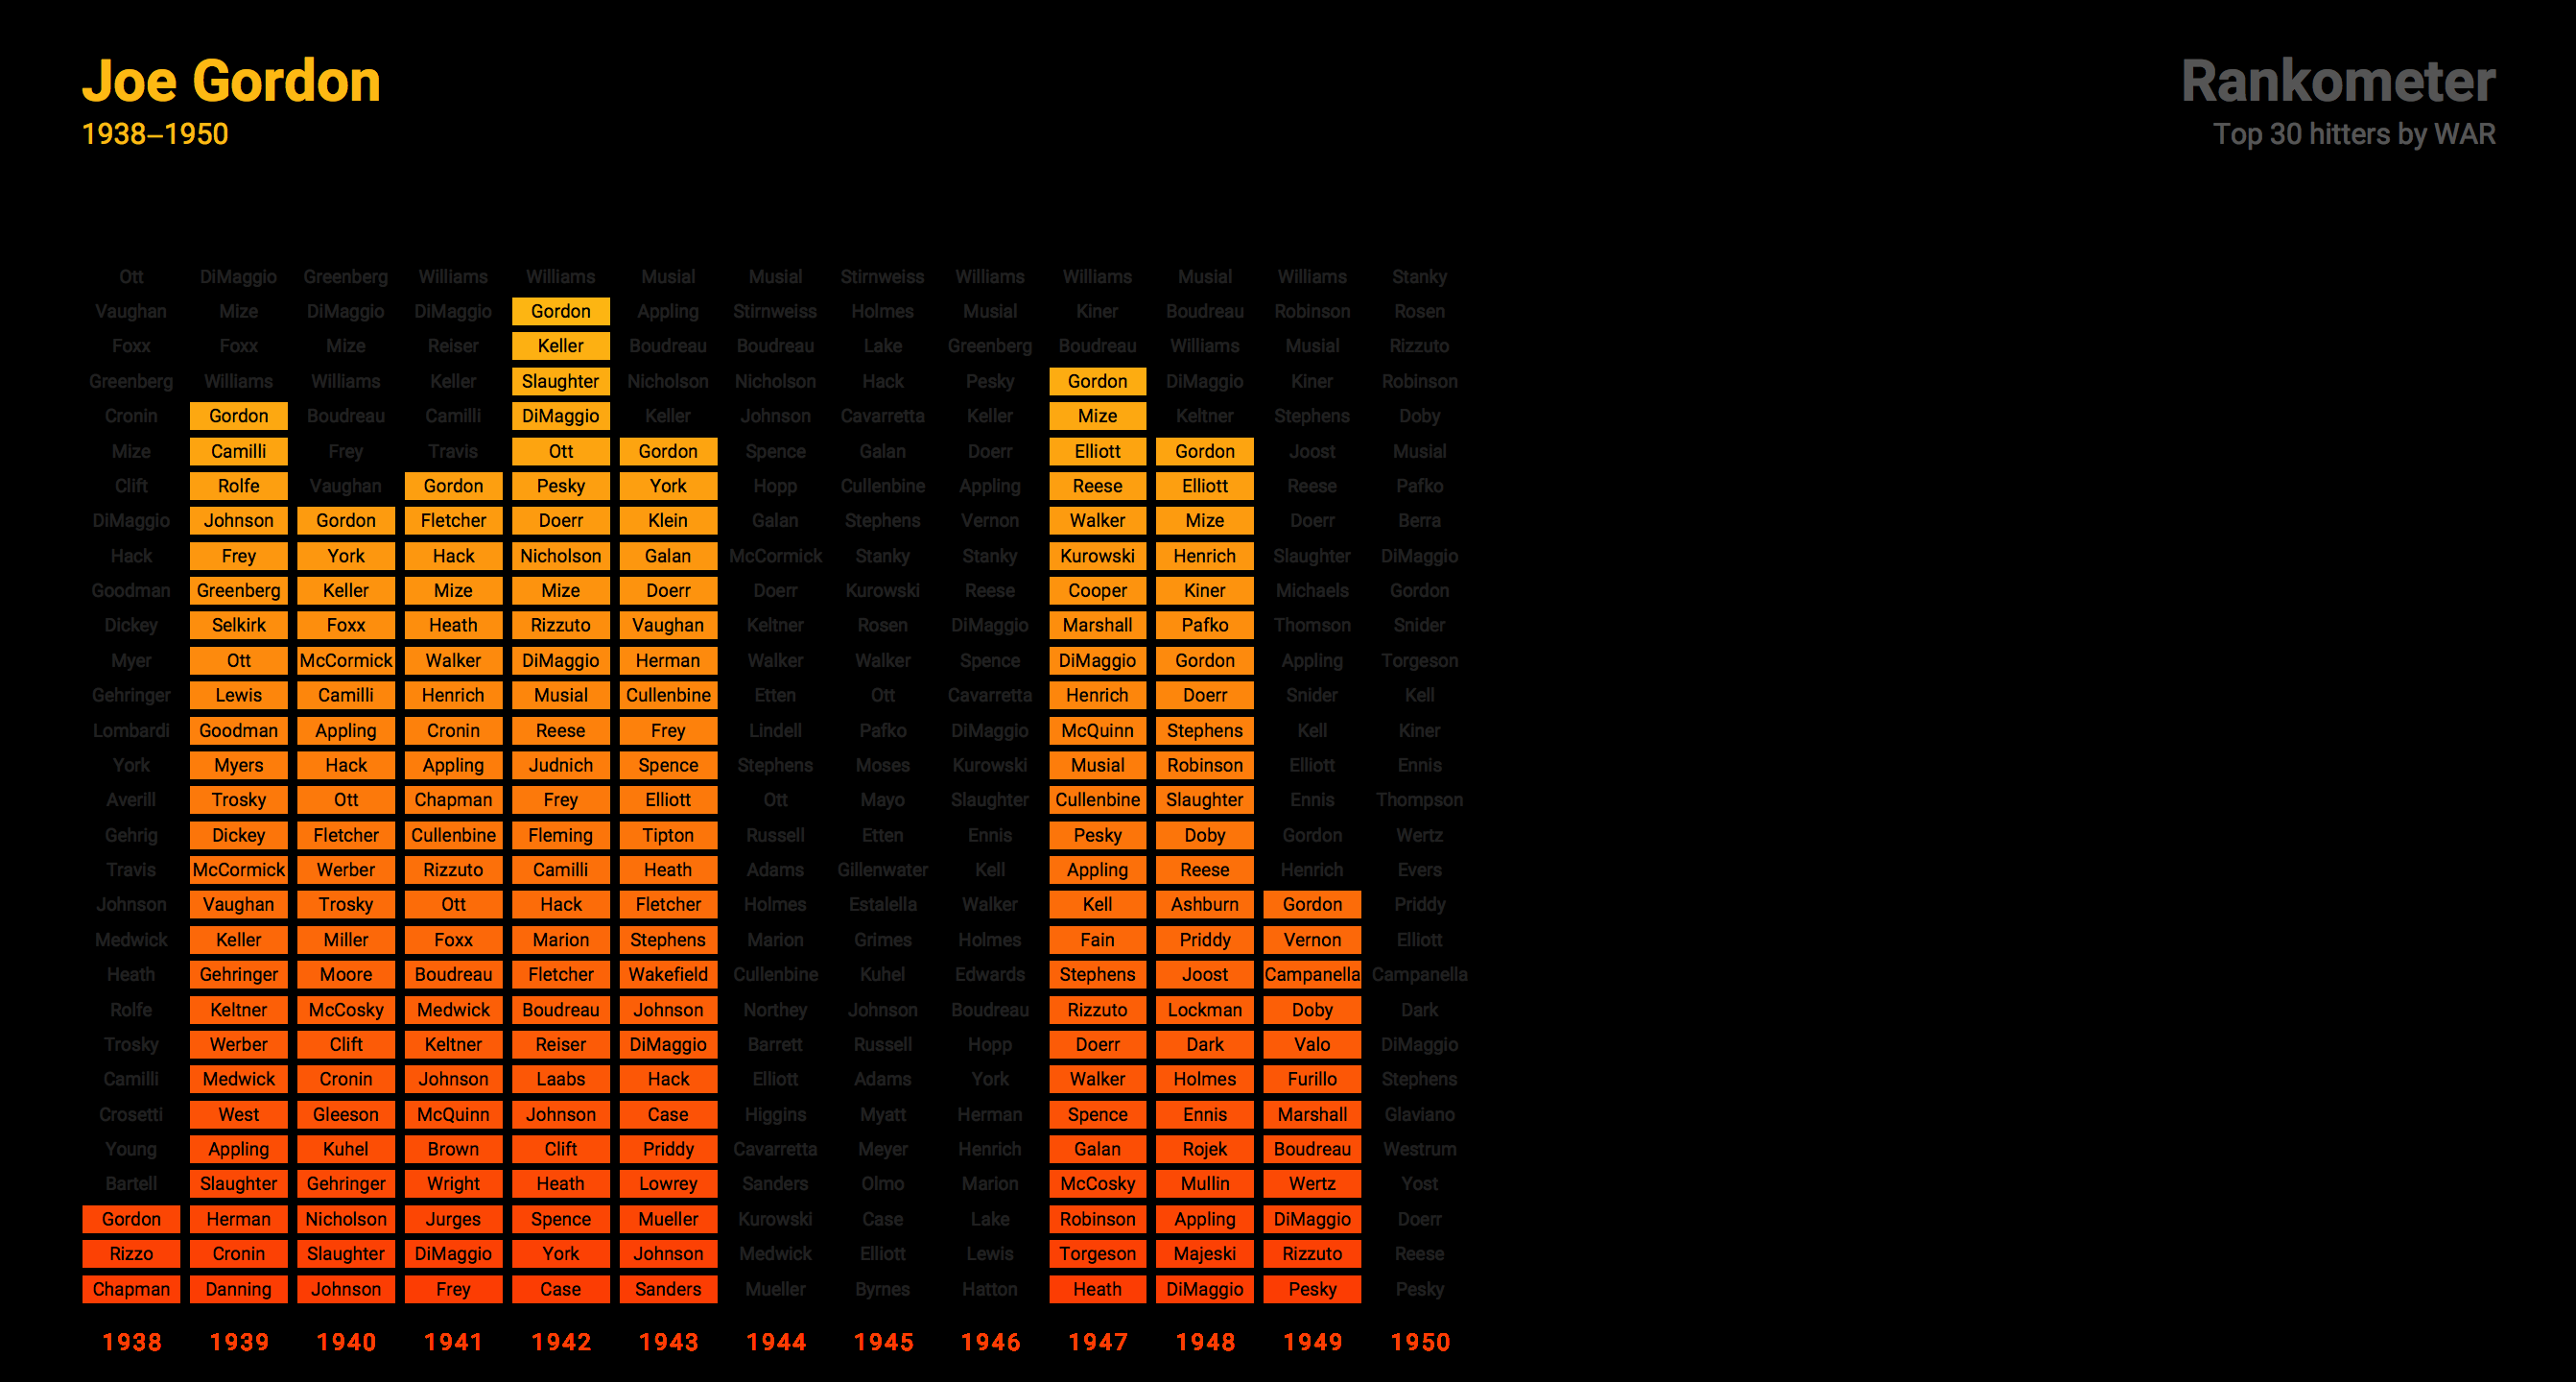 Joe Gordon
1938–1950
Rankometer
Top 30 hitters by WAR
Ott DiMaggio Greenberg Williams Williams Musial Musial Stirnweiss Williams Williams Musial Williams Stanky
Vaughan Mize DiMaggio DiMaggio Gordon Appling Stirnweiss Holmes Musial Kiner Boudreau Robinson Rosen
Foxx Foxx Mize Reiser Keller Boudreau Boudreau Lake Greenberg Boudreau Williams Musial Rizzuto
Greenberg Williams Williams Keller Slaughter Nicholson Nicholson Hack Pesky Gordon DiMaggio Kiner Robinson
Cronin Gordon Boudreau Camilli DiMaggio Keller Johnson Cavarretta Keller Mize Keltner Stephens Doby
Mize Camilli Frey Travis Ott Gordon Spence Galan Doerr Elliott Gordon Joost Musial
Clift Rolfe Vaughan Gordon Pesky York Hopp Cullenbine Appling Reese Elliott Reese Pafko
DiMaggio Johnson Gordon Fletcher Doerr Klein Galan Stephens Vernon Walker Mize Doerr Berra
Hack Frey York Hack Nicholson Galan McCormick Stanky Stanky Kurowski Henrich Slaughter DiMaggio
Goodman Greenberg Keller Mize Mize Doerr Doerr Kurowski Reese Cooper Kiner Michaels Gordon
Dickey Selkirk Foxx Heath Rizzuto Vaughan Keltner Rosen DiMaggio Marshall Pafko Thomson Snider
Myer Ott McCormick Walker DiMaggio Herman Walker Walker Spence DiMaggio Gordon Appling Torgeson
Gehringer Lewis Camilli Henrich Musial Cullenbine Etten Ott Cavarretta Henrich Doerr Snider Kell
Lombardi Goodman Appling Cronin Reese Frey Lindell Pafko DiMaggio McQuinn Stephens Kell Kiner
York Myers Hack Appling Judnich Spence Stephens Moses Kurowski Musial Robinson Elliott Ennis
Averill Trosky Ott Chapman Frey Elliott Ott Mayo Slaughter Cullenbine Slaughter Ennis Thompson
Gehrig Dickey Fletcher Cullenbine Fleming Tipton Russell Etten Ennis Pesky Doby Gordon Wertz
Travis McCormick Werber Rizzuto Camilli Heath Adams Gillenwater Kell Appling Reese Henrich Evers
Johnson Vaughan Trosky Ott Hack Fletcher Holmes Estalella Walker Kell Ashburn Gordon Priddy
Medwick Keller Miller Foxx Marion Stephens Marion Grimes Holmes Fain Priddy Vernon Elliott
Heath Gehringer Moore Boudreau Fletcher Wakefield Cullenbine Kuhel Edwards Stephens Joost Campanella Campanella
Rolfe Keltner McCosky Medwick Boudreau Johnson Northey Johnson Boudreau Rizzuto Lockman Doby Dark
Trosky Werber Clift Keltner Reiser DiMaggio Barrett Russell Hopp Doerr Dark Valo DiMaggio
Camilli Medwick Cronin Johnson Laabs Hack Elliott Adams York Walker Holmes Furillo Stephens
Crosetti West Gleeson McQuinn Johnson Case Higgins Myatt Herman Spence Ennis Marshall Glaviano
Young Appling Kuhel Brown Clift Priddy Cavarretta Meyer Henrich Galan Rojek Boudreau Westrum
Bartell Slaughter Gehringer Wright Heath Lowrey Sanders Olmo Marion McCosky Mullin Wertz Yost
Gordon Herman Nicholson Jurges Spence Mueller Kurowski Case Lake Robinson Appling DiMaggio Doerr
Rizzo Cronin Slaughter DiMaggio York Johnson Medwick Elliott Lewis Torgeson Majeski Rizzuto Reese
Chapman Danning Johnson Frey Case Sanders Mueller Byrnes Hatton Heath DiMaggio Pesky Pesky
1938 1939 1940 1941 1942 1943 1944 1945 1946 1947 1948 1949 1950